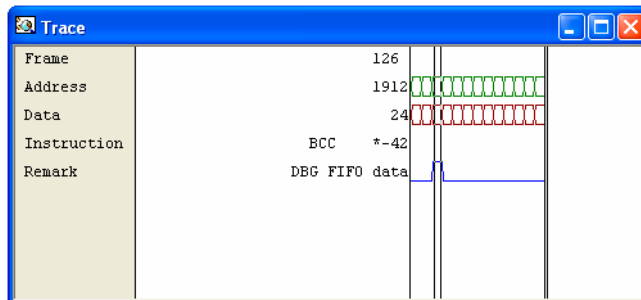 Trace
Frame 126
Address 1912
Data 24
Instruction BCC *-42
Remark DBG FIFO data